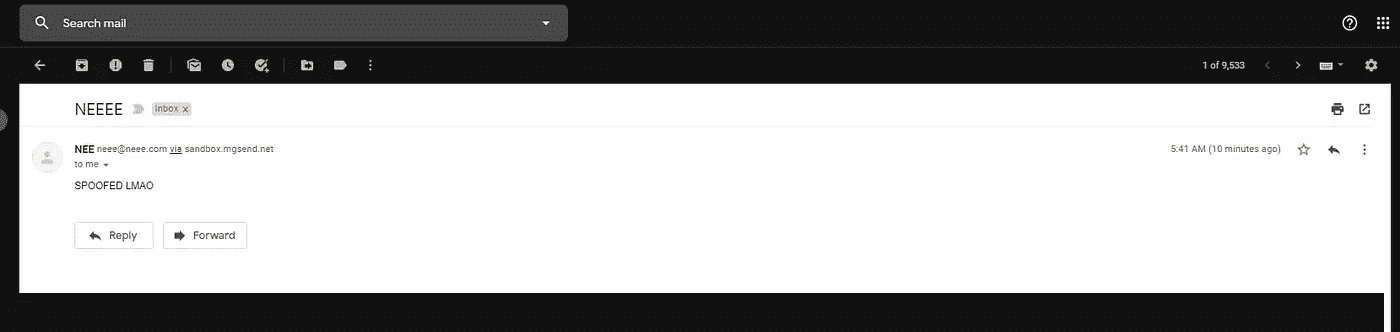 Search mail
1 of 9,533
NEEEE Inbox x
NEE neee@neee.com via sandbox.mgsend.net 5:41 AM (10 minutes ago)
to me
SPOOFED LMAO
Reply Forward